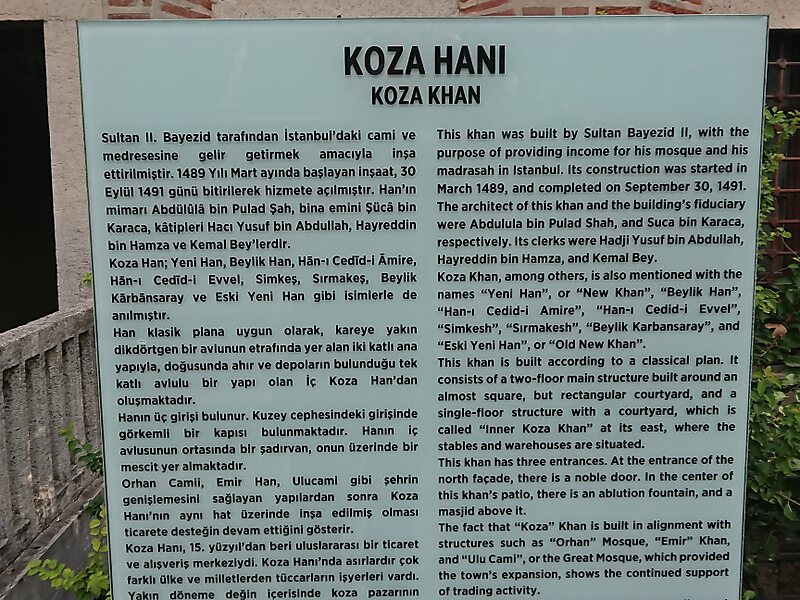 KOZA HANI
KOZA KHAN
Sultan II. Bayezid tarafından İstanbul'daki cami ve
medresesine gelir getirmek amacıyla inşa
ettirilmiştir. 1489 Yılı Mart ayında başlayan inşaat, 30
Eylül 1491 günü bitirilerek hizmete açılmıştır. Han'ın
mimarı Abdülûlâ bin Pulad Şah, bina emini Şücâ bin
Karaca, kâtipleri Hacı Yusuf bin Abdullah, Hayreddin
bin Hamza ve Kemal Bey'lerdir.
Koza Han; Yeni Han, Beylik Han, Hān-ı Cedîd-i Āmire,
Hān-ı Cedîd-i Evvel, Simkeş, Sırmakeş, Beylik
Kārbānsaray ve Eski Yeni Han gibi isimlerle de
anılmıştır.
Han klasik plana uygun olarak, kareye yakın
dikdörtgen bir avlunun etrafında yer alan iki katlı ana
yapıyla, doğusunda ahır ve depoların bulunduğu tek
katlı avlulu bir yapı olan İç Koza Han'dan
oluşmaktadır.
Hanın üç girişi bulunur. Kuzey cephesindeki girişinde
görkemli bir kapısı bulunmaktadır. Hanın iç
avlusunun ortasında bir şadırvan, onun üzerinde bir
mescit yer almaktadır.
Orhan Camii, Emir Han, Ulucami gibi şehrin
genişlemesini sağlayan yapılardan sonra Koza
Hanı'nın aynı hat üzerinde inşa edilmiş olması
ticarete desteğin devam ettiğini gösterir.
Koza Hanı, 15. yüzyıl'dan beri uluslararası bir ticaret
ve alışveriş merkeziydi. Koza Hanı'nda asırlardır çok
farklı ülke ve milletlerden tüccarların işyerleri vardı.
Yakın döneme değin içerisinde koza pazarının
This khan was built by Sultan Bayezid II, with the
purpose of providing income for his mosque and his
madrasah in Istanbul. Its construction was started in
March 1489, and completed on September 30, 1491.
The architect of this khan and the building's fiduciary
were Abdulula bin Pulad Shah, and Suca bin Karaca,
respectively. Its clerks were Hadji Yusuf bin Abdullah,
Hayreddin bin Hamza, and Kemal Bey.
Koza Khan, among others, is also mentioned with the
names "Yeni Han", or "New Khan", "Beylik Han",
"Han-ı Cedid-i Amire", "Han-ı Cedid-i Evvel",
"Simkesh", "Sırmakesh", "Beylik Karbansaray", and
"Eski Yeni Han", or "Old New Khan".
This khan is built according to a classical plan. It
consists of a two-floor main structure built around an
almost square, but rectangular courtyard, and a
single-floor structure with a courtyard, which is
called "Inner Koza Khan" at its east, where the
stables and warehouses are situated.
This khan has three entrances. At the entrance of the
north façade, there is a noble door. In the center of
this khan's patio, there is an ablution fountain, and a
masjid above it.
The fact that "Koza" Khan is built in alignment with
structures such as "Orhan" Mosque, "Emir" Khan,
and "Ulu Cami", or the Great Mosque, which provided
the town's expansion, shows the continued support
of trading activity.